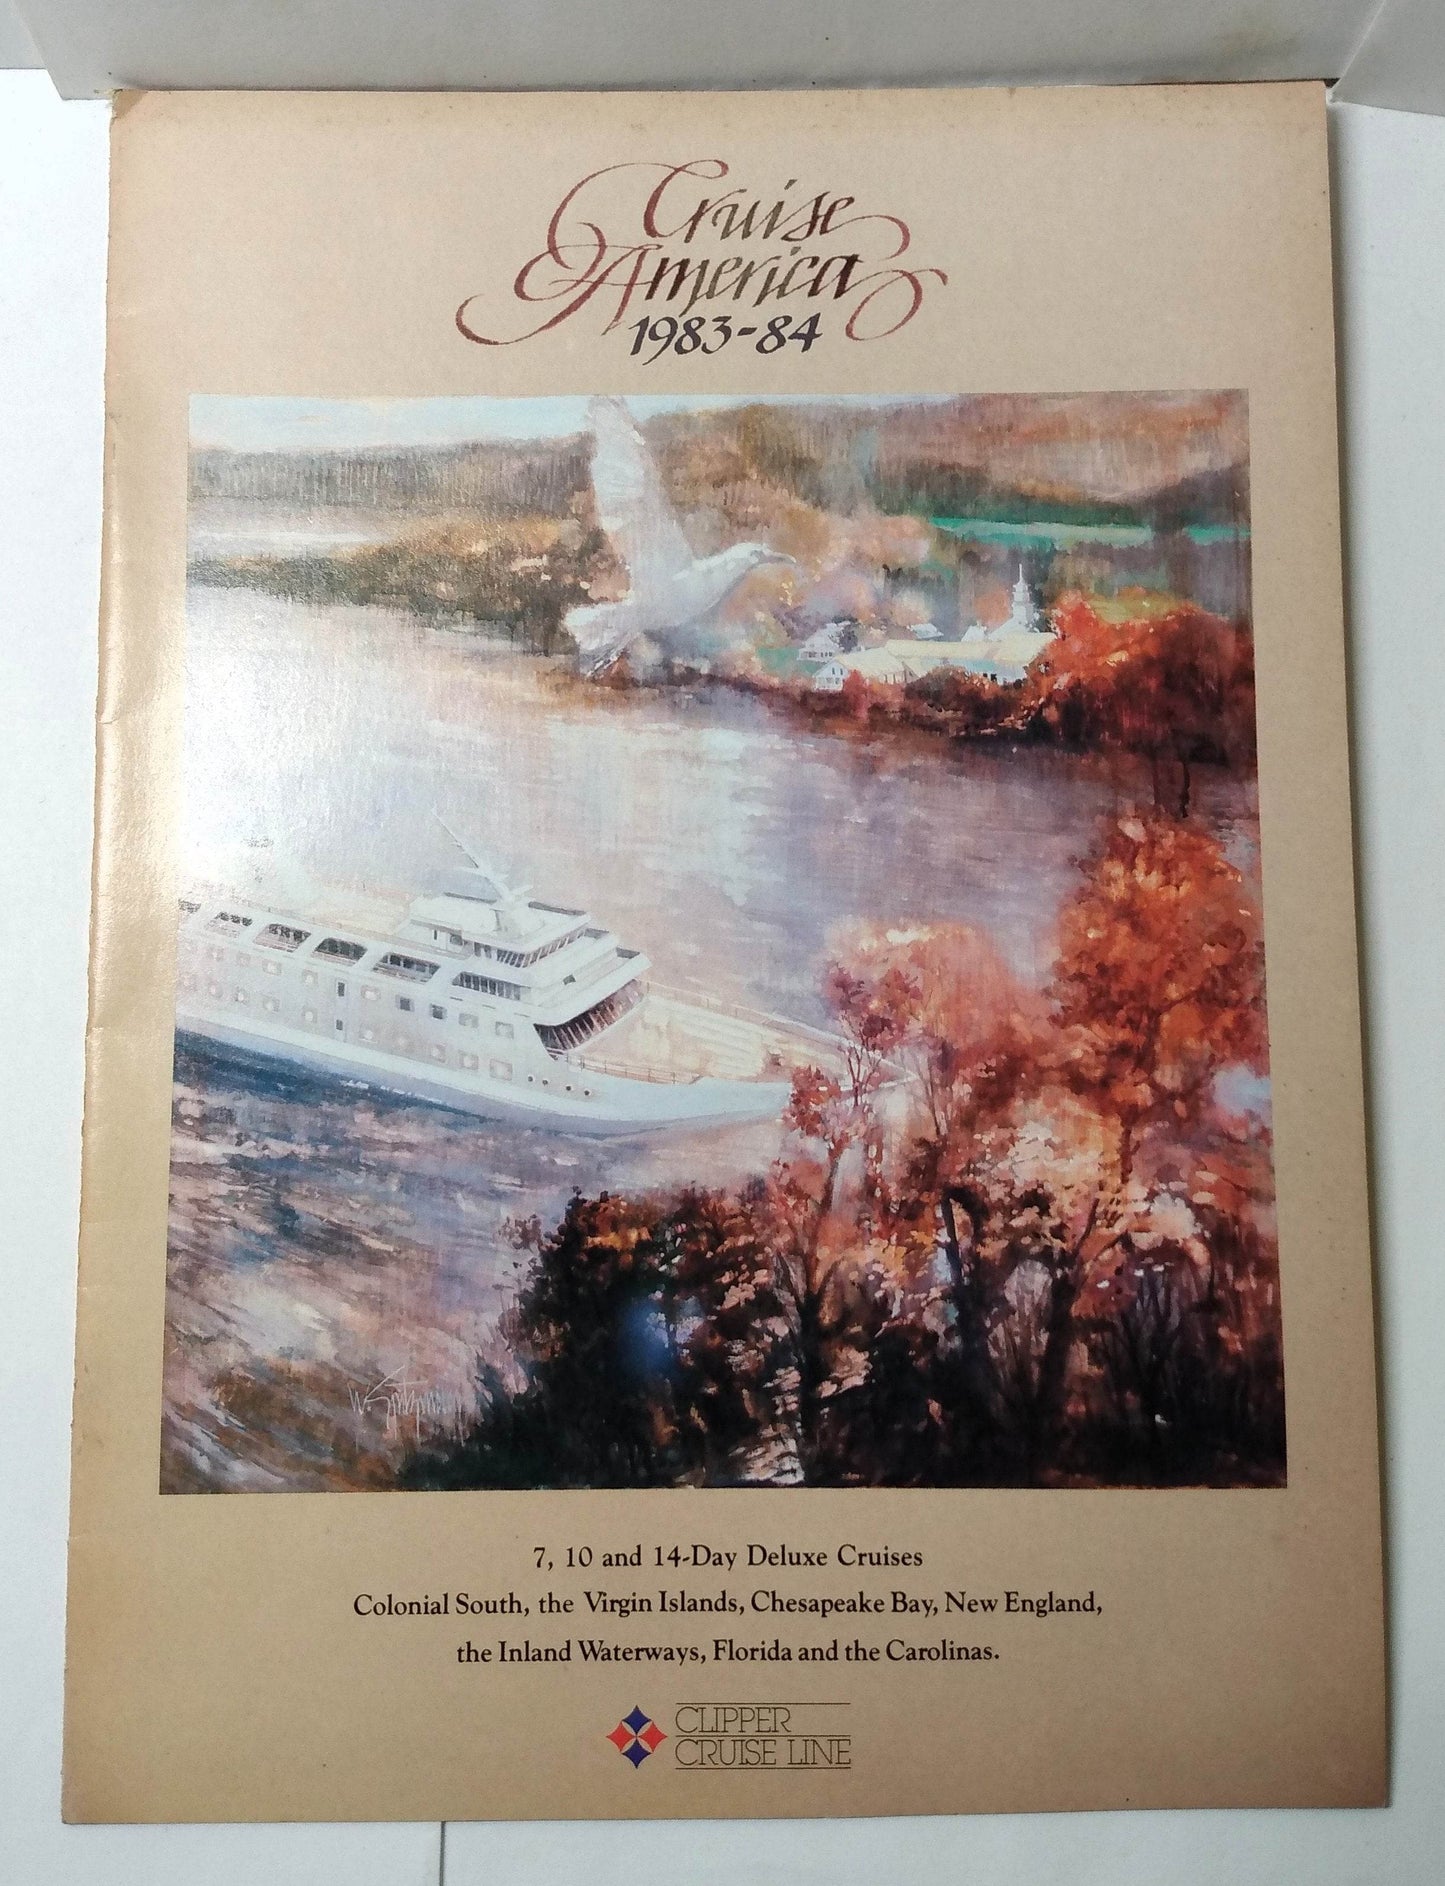 Cruise
America
1983-84
7, 10 and 14-Day Deluxe Cruises
Colonial South, the Virgin Islands, Chesapeake Bay, New England,
the Inland Waterways, Florida and the Carolinas.
CLIPPER
CRUISE LINE